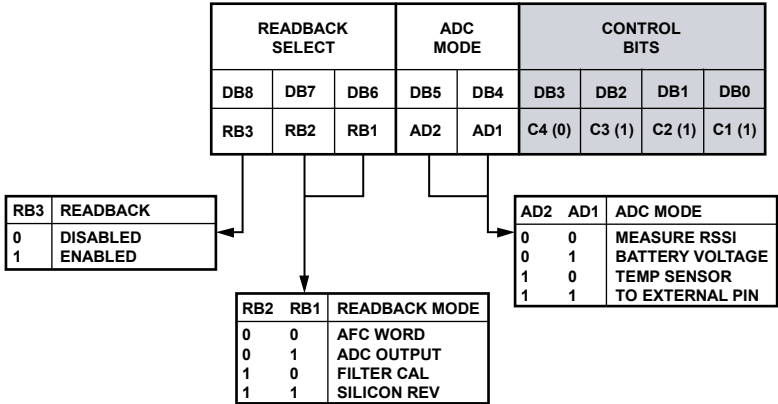 READBACK SELECT ADC MODE CONTROL BITS
DB8 DB7 DB6 DB5 DB4 DB3 DB2 DB1 DB0
RB3 RB2 RB1 AD2 AD1 C4 (0) C3 (1) C2 (1) C1 (1)
RB3 READBACK
0 DISABLED
1 ENABLED
AD2 AD1 ADC MODE
0 0 MEASURE RSSI
0 1 BATTERY VOLTAGE
1 0 TEMP SENSOR
1 1 TO EXTERNAL PIN
RB2 RB1 READBACK MODE
0 0 AFC WORD
0 1 ADC OUTPUT
1 0 FILTER CAL
1 1 SILICON REV